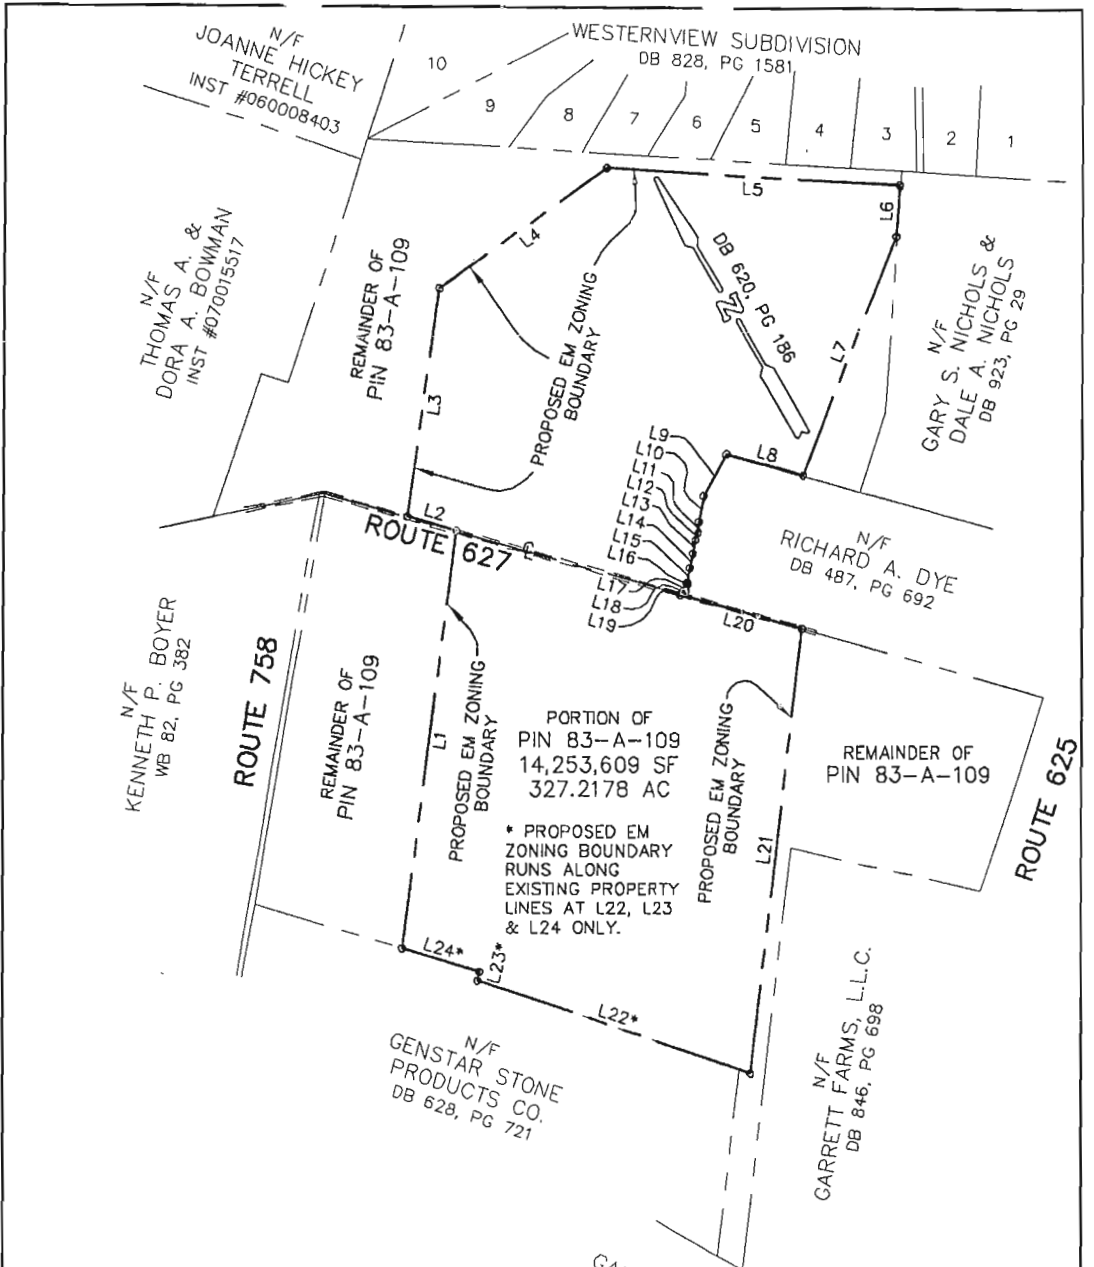 N/F
JOANNE HICKEY
TERRELL
INST #060008403
WESTERNVIEW SUBDIVISION
DB 828, PG 1581
10
9
8
7
6
5
4
3
2
1
L5
L6
L4
N/F
THOMAS A. &
DORA A. BOWMAN
INST #070015517
REMAINDER OF
PIN 83-A-109
PROPOSED EM ZONING
BOUNDARY
DB 620, PG 186
N
L7
N/F
GARY S. NICHOLS &
DALE A. NICHOLS
DB 923, PG 29
L3
L2
L8
L9
L10
L11
L12
L13
L14
L15
L16
L17
L18
L19
L20
ROUTE 627
N/F
RICHARD A. DYE
DB 487, PG 692
N/F
KENNETH P. BOYER
WB 82, PG 382
ROUTE 758
REMAINDER OF
PIN 83-A-109
L1
PROPOSED EM ZONING
BOUNDARY
PORTION OF
PIN 83-A-109
14,253,609 SF
327.2178 AC
* PROPOSED EM
ZONING BOUNDARY
RUNS ALONG
EXISTING PROPERTY
LINES AT L22, L23
& L24 ONLY.
PROPOSED EM ZONING
BOUNDARY
L21
REMAINDER OF
PIN 83-A-109
ROUTE 625
L24*
L23*
L22*
N/F
GENSTAR STONE
PRODUCTS CO.
DB 628, PG 721
N/F
GARRETT FARMS, L.L.C.
DB 846, PG 698